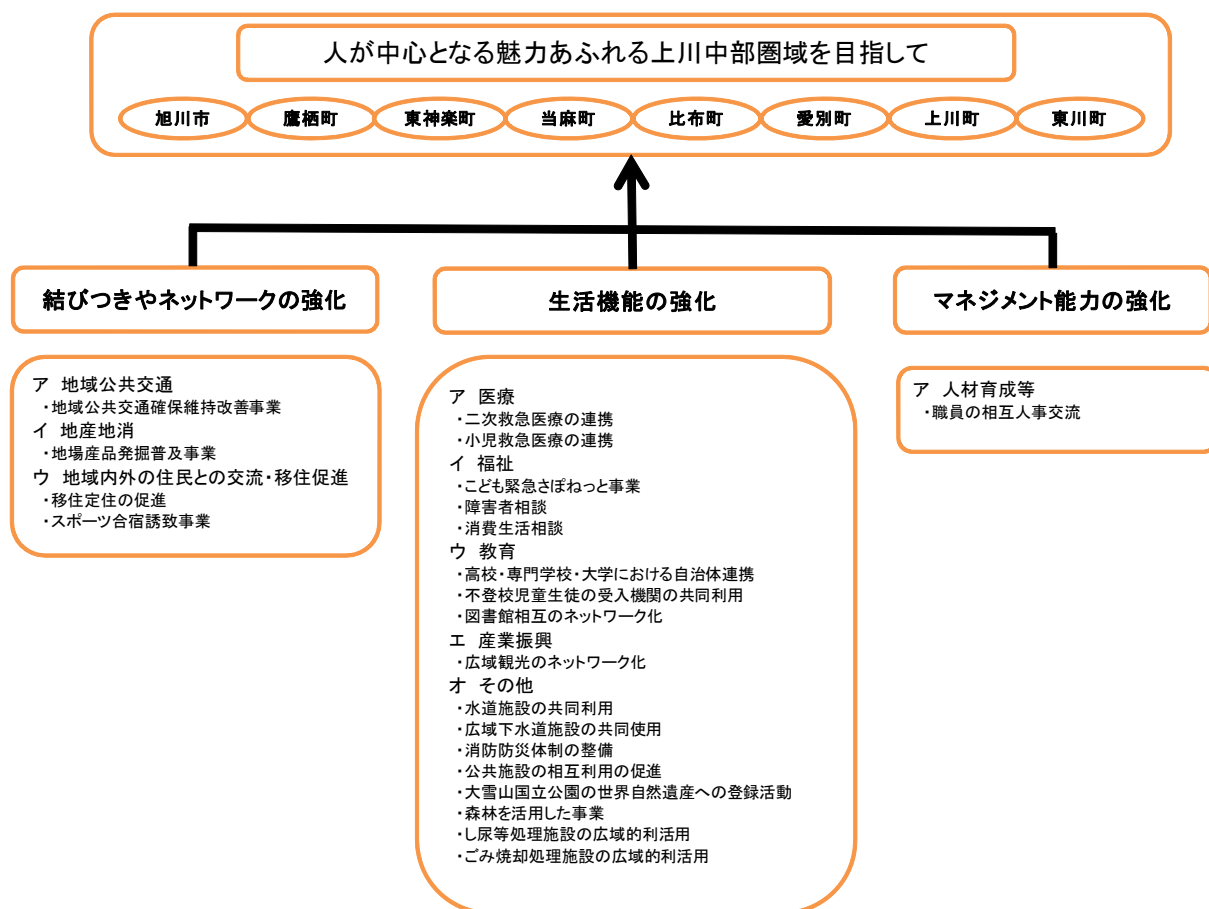 人が中心となる魅力あふれる上川中部圏域を目指して
旭川市 鷹栖町 東神楽町 当麻町 比布町 愛別町 上川町 東川町
結びつきやネットワークの強化
ア 地域公共交通
・地域公共交通確保維持改善事業
イ 地産地消
・地場産品発掘普及事業
ウ 地域内外の住民との交流・移住促進
・移住定住の促進
・スポーツ合宿誘致事業
生活機能の強化
ア 医療
・二次救急医療の連携
・小児救急医療の連携
イ 福祉
・こども緊急さぽねっと事業
・障害者相談
・消費生活相談
ウ 教育
・高校・専門学校・大学における自治体連携
・不登校児童生徒の受入機関の共同利用
・図書館相互のネットワーク化
エ 産業振興
・広域観光のネットワーク化
オ その他
・水道施設の共同利用
・広域下水道施設の共同使用
・消防防災体制の整備
・公共施設の相互利用の促進
・大雪山国立公園の世界自然遺産への登録活動
・森林を活用した事業
・し尿等処理施設の広域的利活用
・ごみ焼却処理施設の広域的利活用
マネジメント能力の強化
ア 人材育成等
・職員の相互人事交流